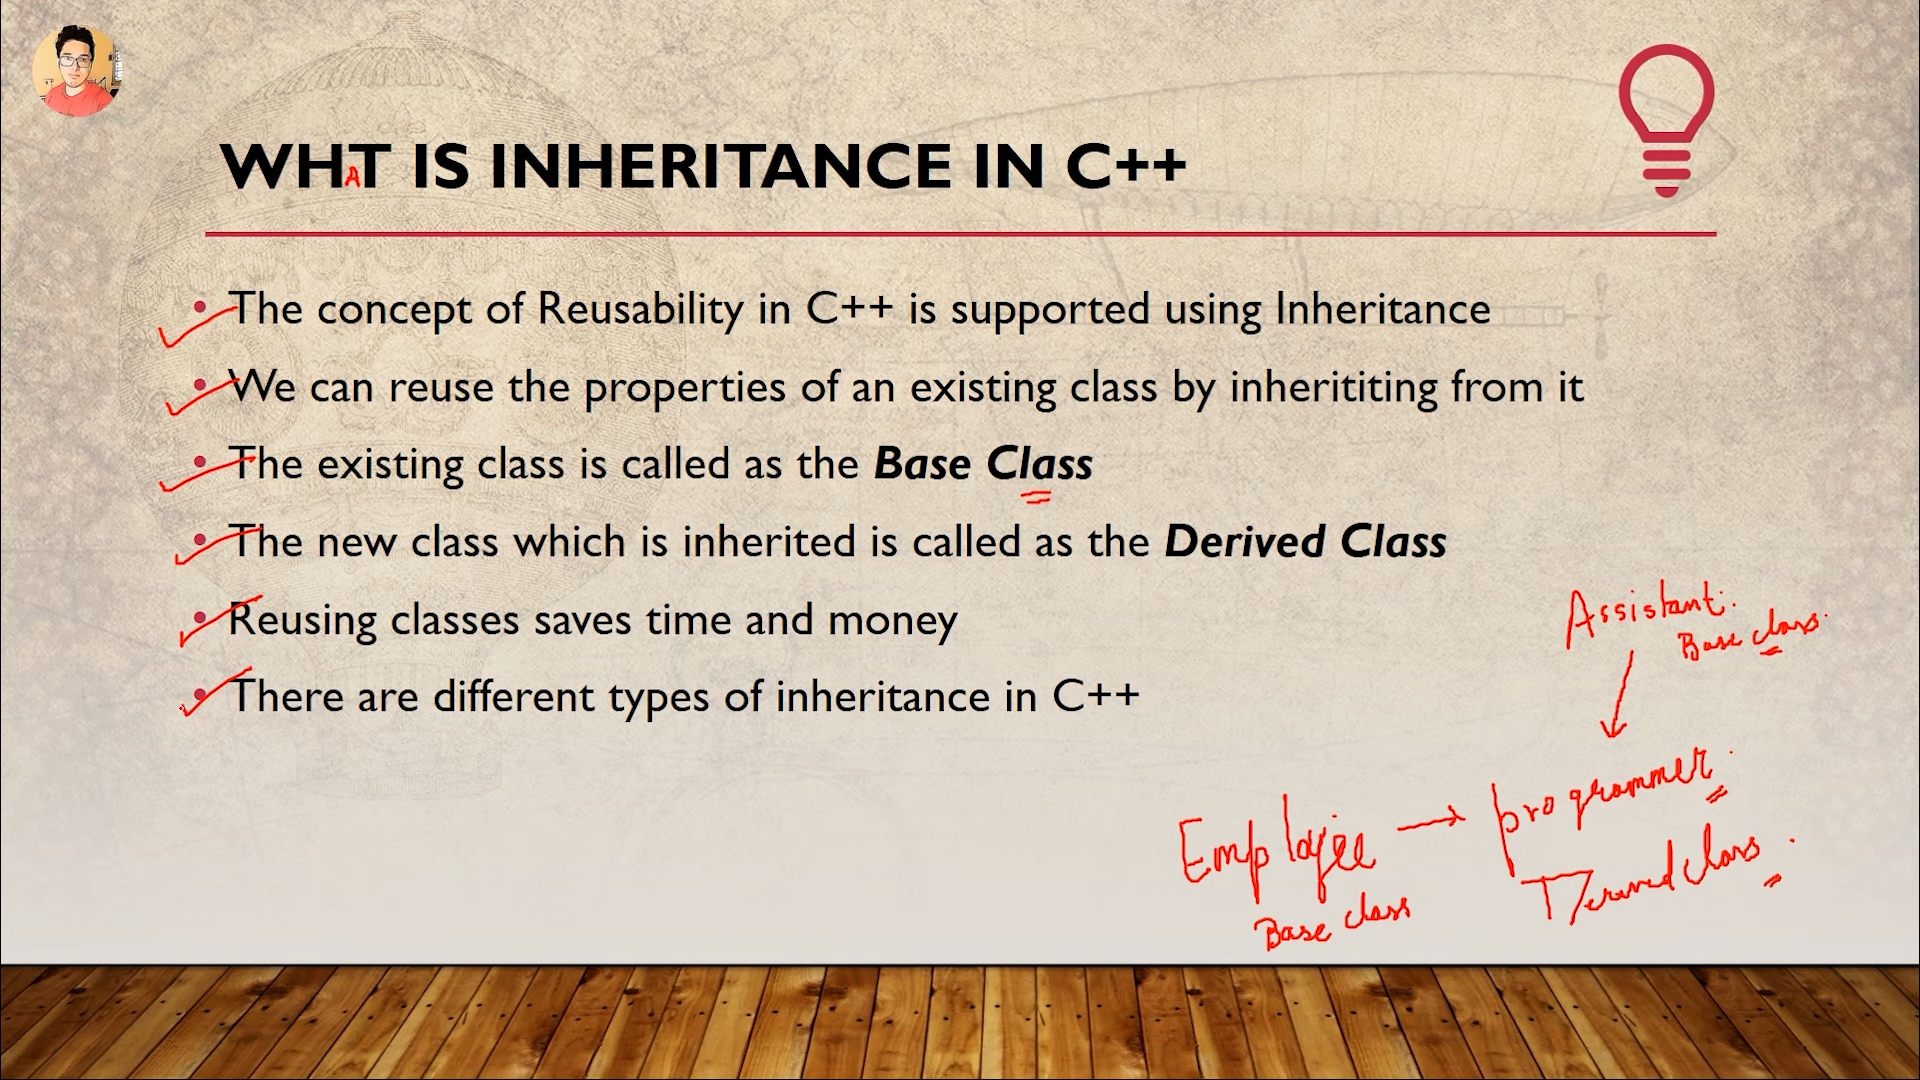 WHAT IS INHERITANCE IN C++
• The concept of Reusability in C++ is supported using Inheritance
• We can reuse the properties of an existing class by inherititing from it
• The existing class is called as the Base Class
• The new class which is inherited is called as the Derived Class
• Reusing classes saves time and money
• There are different types of inheritance in C++
Assistant.
Base class.
Employee → programmer.
Base class
Derived class.